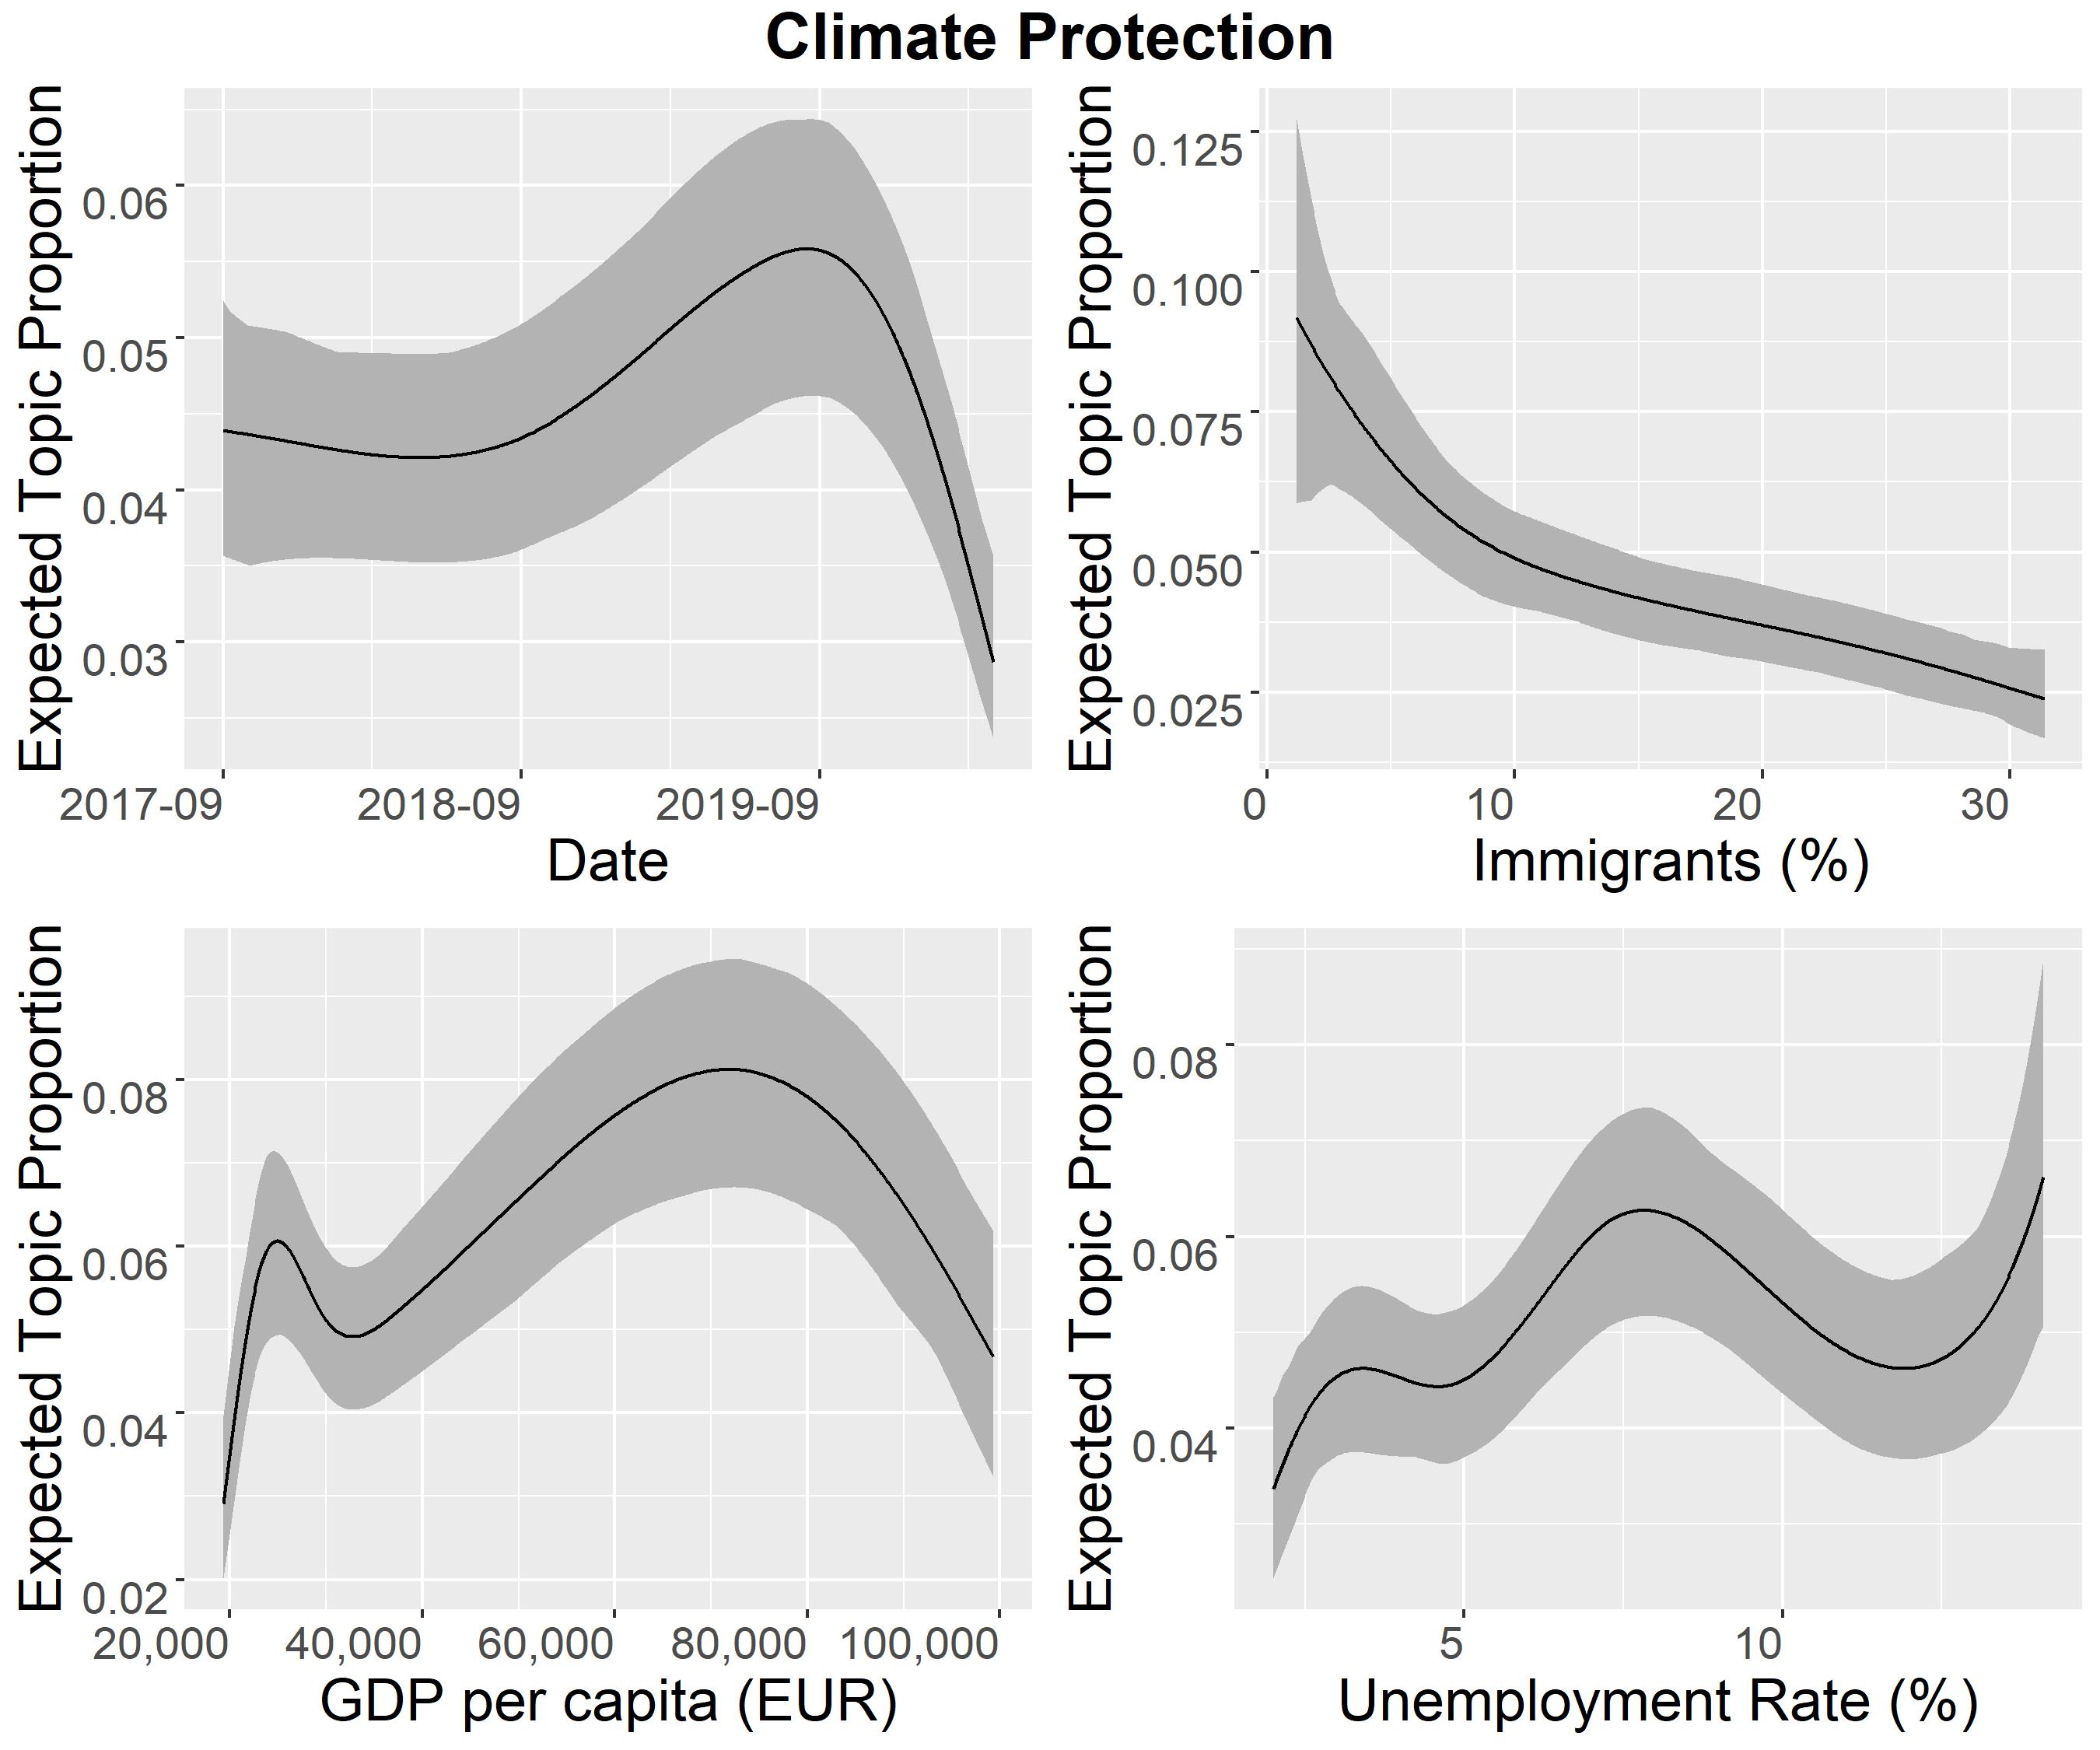 Climate Protection
Expected Topic Proportion
0.06
0.05
0.04
0.03
2017-09 2018-09 2019-09
Date
Expected Topic Proportion
0.125
0.100
0.075
0.050
0.025
0 10 20 30
Immigrants (%)
Expected Topic Proportion
0.08
0.06
0.04
0.02
20,000 40,000 60,000 80,000 100,000
GDP per capita (EUR)
Expected Topic Proportion
0.08
0.06
0.04
5 10
Unemployment Rate (%)